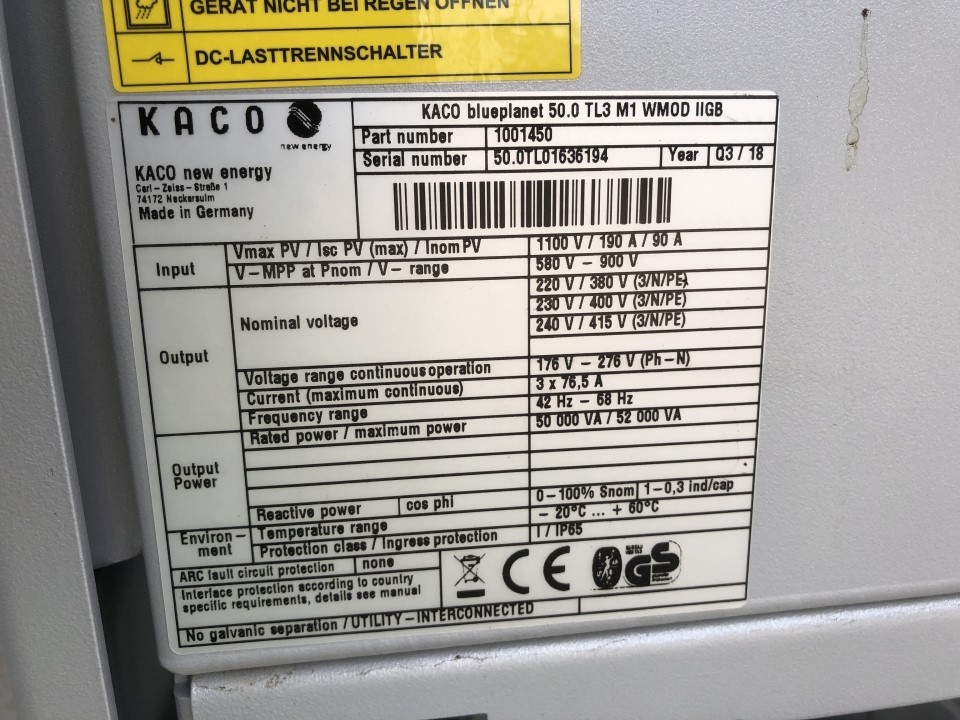 GERÄT NICHT BEI REGEN ÖFFNEN
DC-LASTTRENNSCHALTER
KACO
new energy
KACO new energy
Carl-Zeiss-Straße 1
74172 Neckarsulm
Made in Germany
KACO blueplanet 50.0 TL3 M1 WMOD IIGB
Part number 1001450
Serial number 50.0TL01636194 Year Q3 / 18
Input
Vmax PV / Isc PV (max) / Inom PV 1100 V / 190 A / 90 A
V-MPP at Pnom / V- range 580 V - 900 V
Output
Nominal voltage
220 V / 380 V (3/N/PE)
230 V / 400 V (3/N/PE)
240 V / 415 V (3/N/PE)
Voltage range continuous operation 176 V - 276 V (Ph-N)
Current (maximum continuous) 3 x 76,5 A
Frequency range 42 Hz - 68 Hz
Output Power
Rated power / maximum power 50 000 VA / 52 000 VA
Reactive power cos phi 0-100% Snom 1-0,3 ind/cap
Environ-
ment
Temperature range - 20°C ... + 60°C
Protection class / Ingress protection I / IP65
ARC fault circuit protection none
Interface protection according to country
specific requirements, details see manual
CE
GS
No galvanic separation / UTILITY-INTERCONNECTED